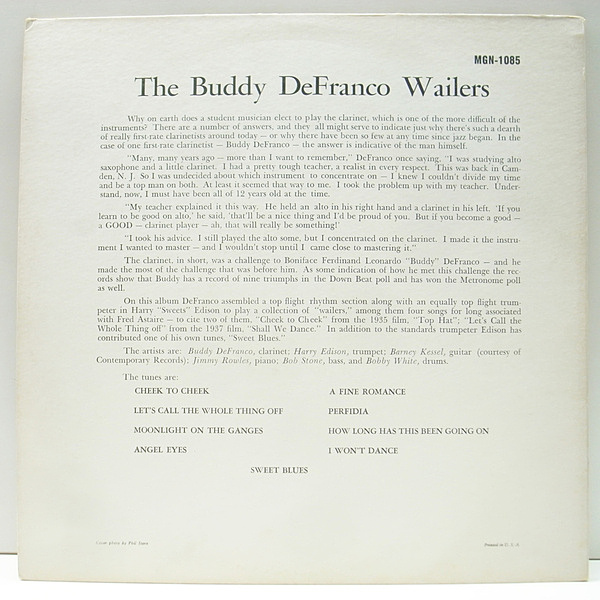 MGN-1085
The Buddy DeFranco Wailers
Why on earth does a student musician elect to play the clarinet, which is one of the more difficult of the
instruments? There are a number of answers, and they all might serve to indicate just why there's such a dearth
of really first-rate clarinetists around today — or why there have been so few at any time since jazz began. In the
case of one first-rate clarinetist — Buddy DeFranco — the answer is indicative of the man himself.
"Many, many years ago — more than I want to remember," DeFranco once saying, "I was studying alto
saxophone and a little clarinet. I had a pretty tough teacher, a realist in every respect. This was back in Cam-
den, N. J. So I was undecided about which instrument to concentrate on — I knew I couldn't divide my time
and be a top man on both. At least it seemed that way to me. I took the problem up with my teacher. Under-
stand, now, I must have been all of 12 years old at the time.
"My teacher explained it this way. He held an alto in his right hand and a clarinet in his left. 'If you
learn to be good on alto,' he said, 'that'll be a nice thing and I'd be proud of you. But if you become a good —
a GOOD — clarinet player — ah, that will really be something!'
"I took his advice. I still played the alto some, but I concentrated on the clarinet. I made it the instru-
ment I wanted to master — and I wouldn't stop until I came close to mastering it."
The clarinet, in short, was a challenge to Boniface Ferdinand Leonardo "Buddy" DeFranco — and he
made the most of the challenge that was before him. As some indication of how he met this challenge the rec-
ords show that Buddy has a record of nine triumphs in the Down Beat poll and has won the Metronome poll
as well.
On this album DeFranco assembled a top flight rhythm section along with an equally top flight trum-
peter in Harry "Sweets" Edison to play a collection of "wailers," among them four songs for long associated
with Fred Astaire — to cite two of them, "Cheek to Cheek" from the 1935 film, "Top Hat"; "Let's Call the
Whole Thing off" from the 1937 film, "Shall We Dance." In addition to the standards trumpeter Edison has
contributed one of his own tunes, "Sweet Blues."
The artists are: Buddy DeFranco, clarinet; Harry Edison, trumpet; Barney Kessel, guitar (courtesy of
Contemporary Records); Jimmy Rowles, piano; Bob Stone, bass, and Bobby White, drums.
The tunes are:
CHEEK TO CHEEK
LET'S CALL THE WHOLE THING OFF
MOONLIGHT ON THE GANGES
ANGEL EYES
A FINE ROMANCE
PERFIDIA
HOW LONG HAS THIS BEEN GOING ON
I WON'T DANCE
SWEET BLUES
Cover photo by Phil Stern
Printed in U. S. A.